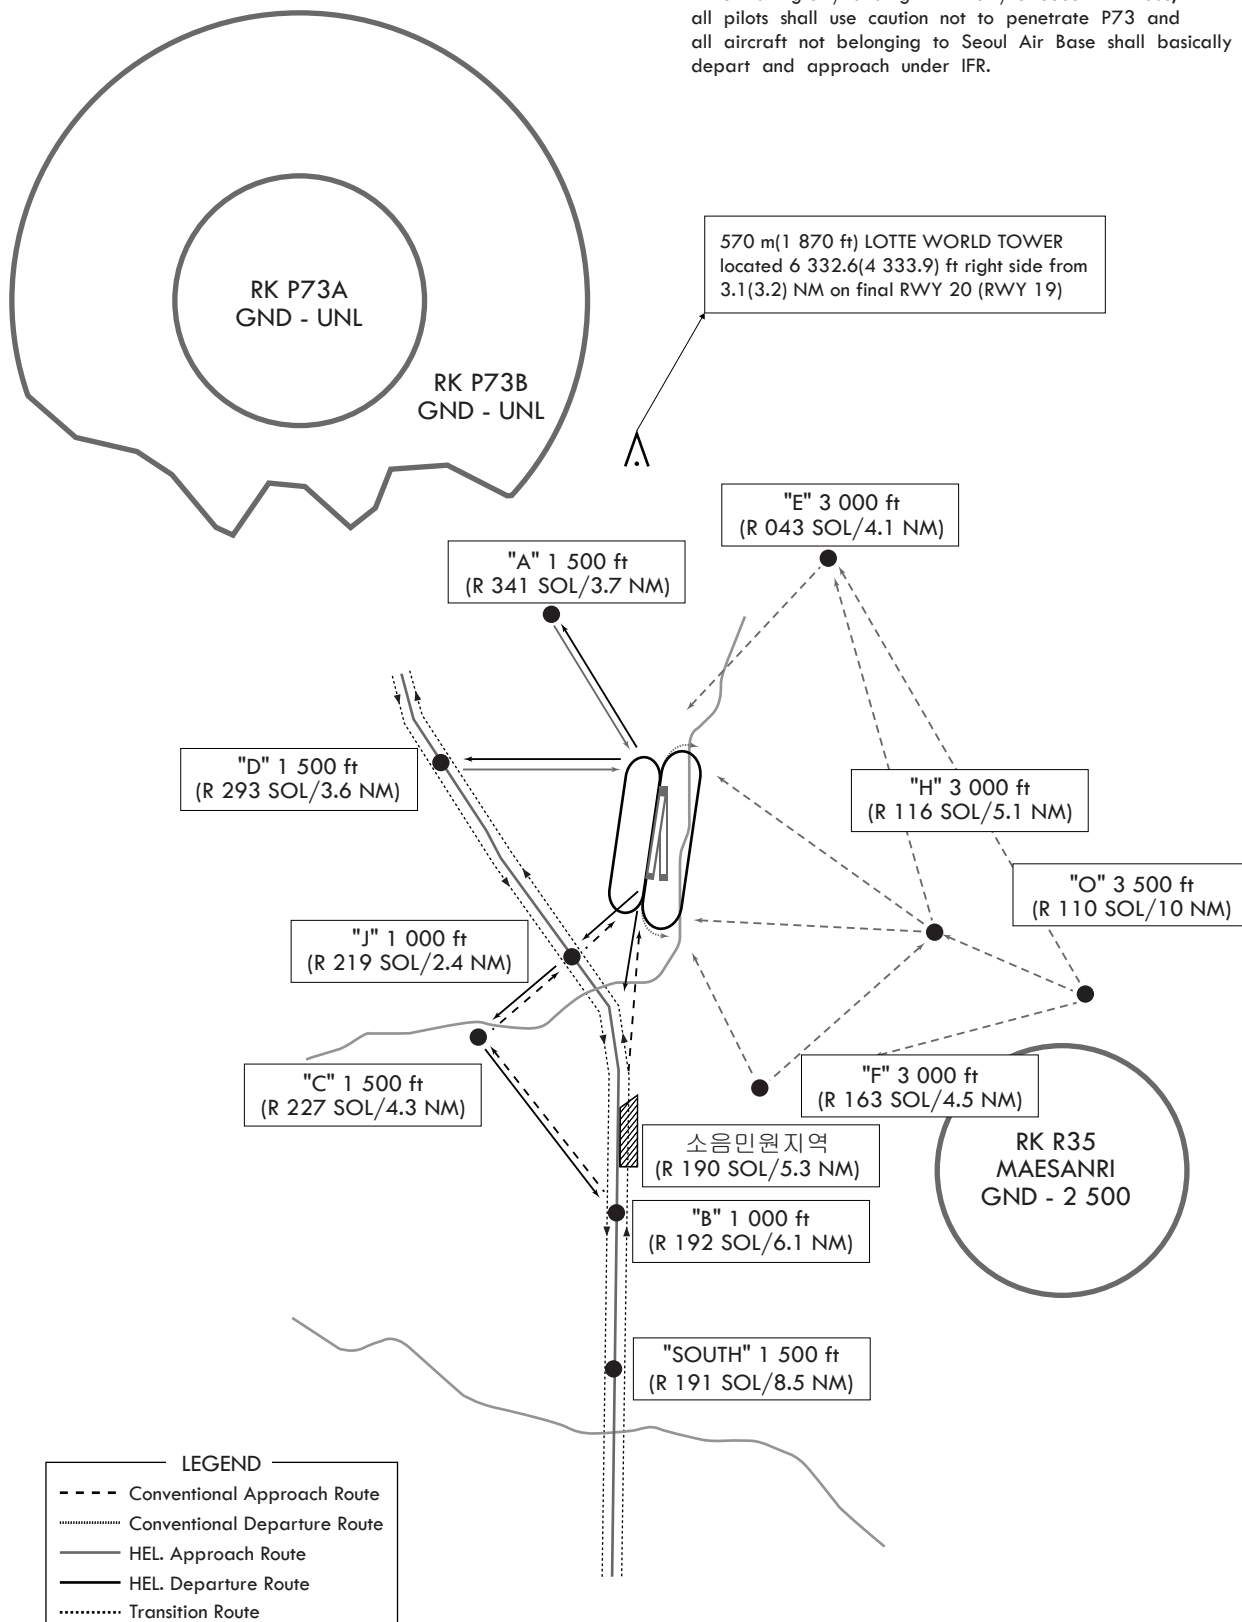 all pilots shall use caution not to penetrate P73 and
all aircraft not belonging to Seoul Air Base shall basically
depart and approach under IFR.
570 m(1 870 ft) LOTTE WORLD TOWER
located 6 332.6(4 333.9) ft right side from
3.1(3.2) NM on final RWY 20 (RWY 19)
RK P73A
GND - UNL
RK P73B
GND - UNL
"E" 3 000 ft
(R 043 SOL/4.1 NM)
"A" 1 500 ft
(R 341 SOL/3.7 NM)
"D" 1 500 ft
(R 293 SOL/3.6 NM)
"H" 3 000 ft
(R 116 SOL/5.1 NM)
"O" 3 500 ft
(R 110 SOL/10 NM)
"J" 1 000 ft
(R 219 SOL/2.4 NM)
"C" 1 500 ft
(R 227 SOL/4.3 NM)
"F" 3 000 ft
(R 163 SOL/4.5 NM)
소음민원지역
(R 190 SOL/5.3 NM)
RK R35
MAESANRI
GND - 2 500
"B" 1 000 ft
(R 192 SOL/6.1 NM)
"SOUTH" 1 500 ft
(R 191 SOL/8.5 NM)
LEGEND
Conventional Approach Route
Conventional Departure Route
HEL. Approach Route
HEL. Departure Route
Transition Route